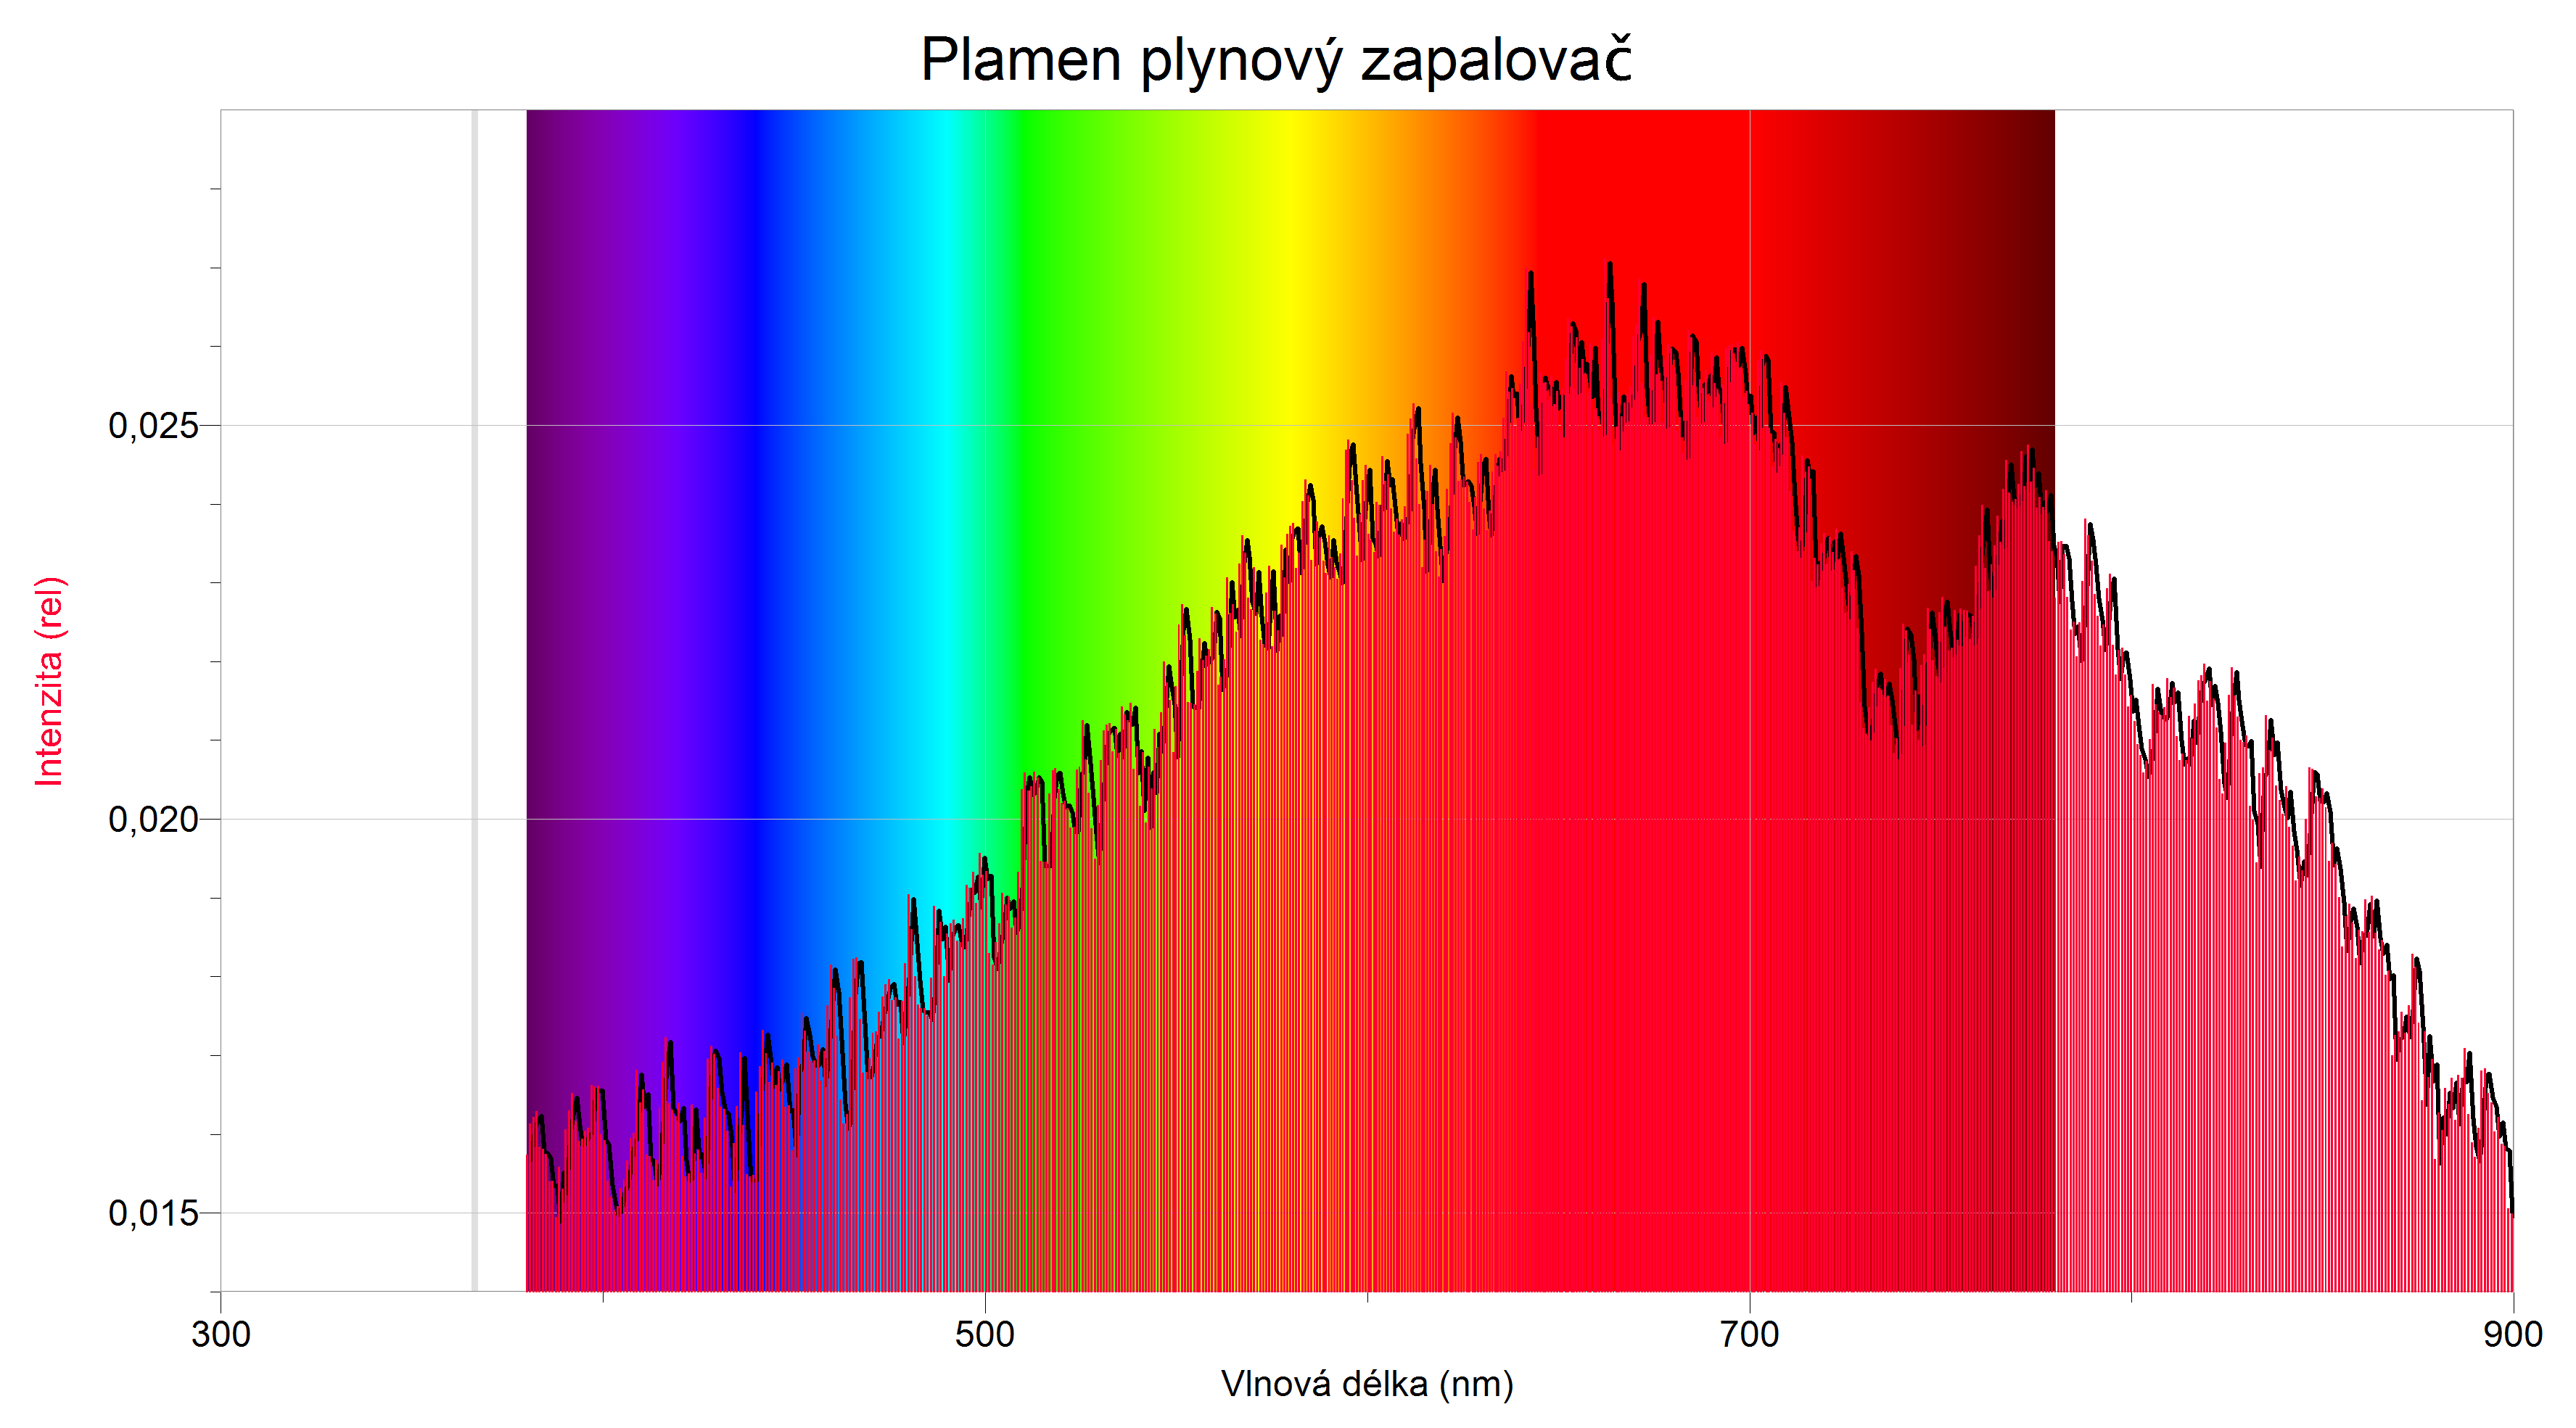 Plamen plynový zapalovač
Intenzita (rel)
0,025
0,020
0,015
300 500 700 900
Vlnová délka (nm)